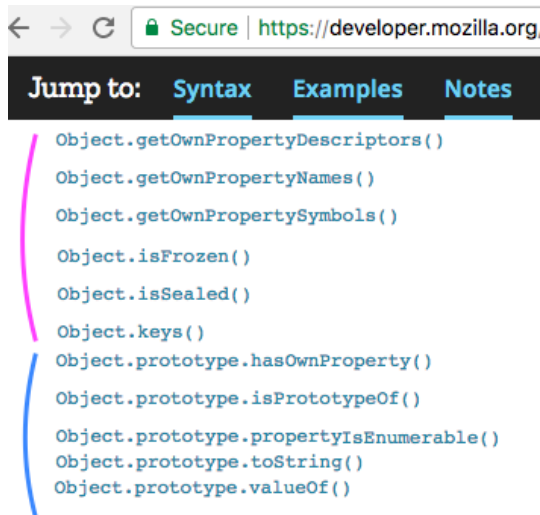 Secure | https://developer.mozilla.org/
Jump to: Syntax Examples Notes
Object.getOwnPropertyDescriptors()
Object.getOwnPropertyNames()
Object.getOwnPropertySymbols()
Object.isFrozen()
Object.isSealed()
Object.keys()
Object.prototype.hasOwnProperty()
Object.prototype.isPrototypeOf()
Object.prototype.propertyIsEnumerable()
Object.prototype.toString()
Object.prototype.valueOf()